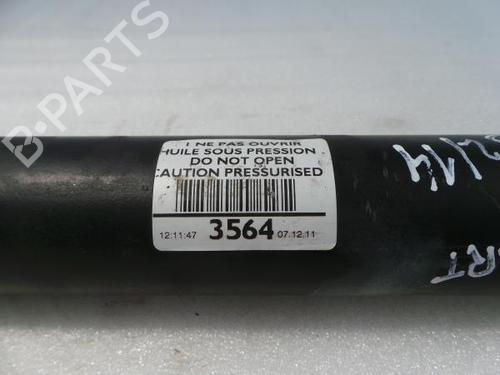 B-PARTS
1 NE PAS OUVRIR
HUILE SOUS PRESSION
DO NOT OPEN
CAUTION PRESSURISED
12:11:47 3564 07.12.11